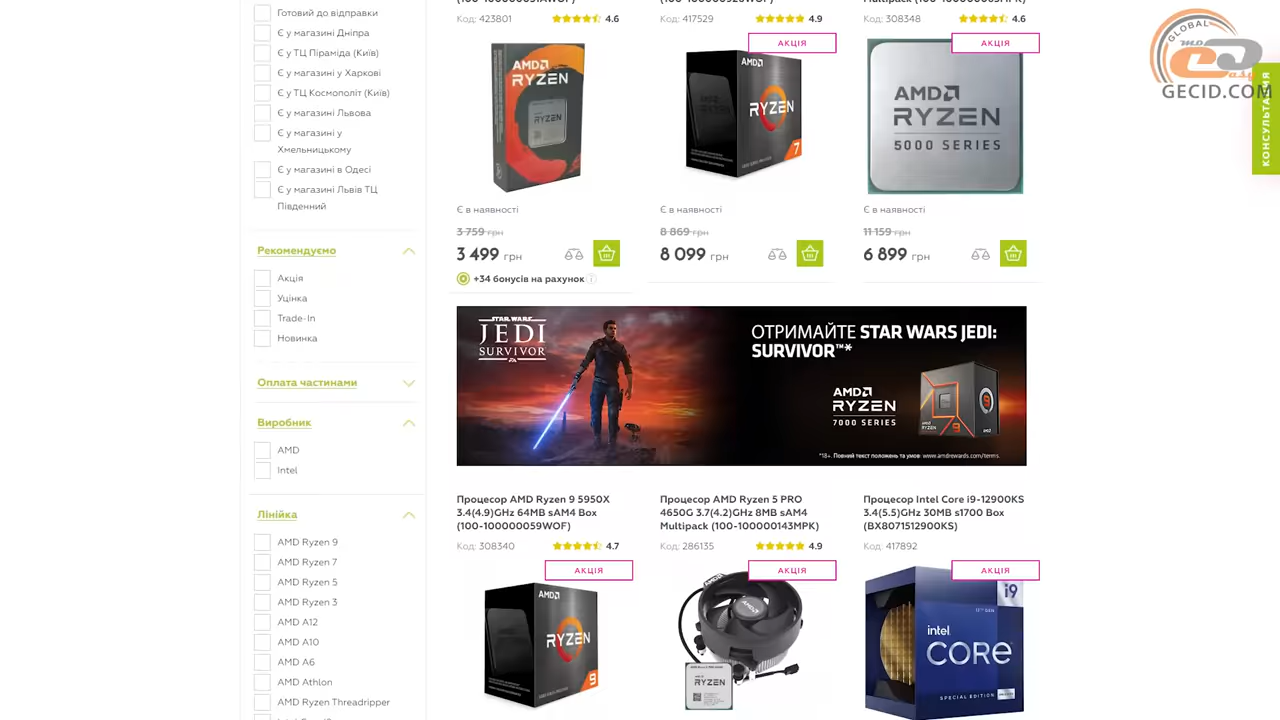 Готовий до відправки
Є у магазині Дніпра
Є у ТЦ Піраміда (Київ)
Є у магазині у Харкові
Є у ТЦ Космополіт (Київ)
Є у магазині Львова
Є у магазині у
Хмельницькому
Є у магазині в Одесі
Є у магазині Львів ТЦ
Південний
Рекомендуємо
Акція
Уцінка
Trade-In
Новинка
Оплата частинами
Виробник
AMD
Intel
Лінійка
AMD Ryzen 9
AMD Ryzen 7
AMD Ryzen 5
AMD Ryzen 3
AMD A12
AMD A10
AMD A6
AMD Athlon
AMD Ryzen Threadripper
Код: 423801 4.6
Код: 417529 4.9
Код: 308348 4.6
АКЦІЯ
АКЦІЯ
AMD
RYZEN
RYZEN
AMD
RYZEN
7
AMD
RYZEN
5000 SERIES
Є в наявності
Є в наявності
Є в наявності
3 759 грн
8 869 грн
11 159 грн
3 499 грн
8 099 грн
6 899 грн
+34 бонусів на рахунок
STAR WARS
JEDI
SURVIVOR
EA
ОТРИМАЙТЕ STAR WARS JEDI:
SURVIVOR™*
AMD
RYZEN
7000 SERIES
AMD
RYZEN
9
*18+. Повний текст положень та умов: www.amdrewards.com/terms.
Процесор AMD Ryzen 9 5950X
3.4(4.9)GHz 64MB sAM4 Box
(100-100000059WOF)
Код: 308340 4.7
Процесор AMD Ryzen 5 PRO
4650G 3.7(4.2)GHz 8MB sAM4
Multipack (100-100000143MPK)
Код: 286135 4.9
Процесор Intel Core i9-12900KS
3.4(5.5)GHz 30MB s1700 Box
(BX8071512900KS)
Код: 417892
АКЦІЯ
АКЦІЯ
АКЦІЯ
AMD
RYZEN
9
AMD
RYZEN
i9
intel
CORE
SPECIAL EDITION
GLOBAL
GECID.COM
КОНСУЛЬТАЦІЯ